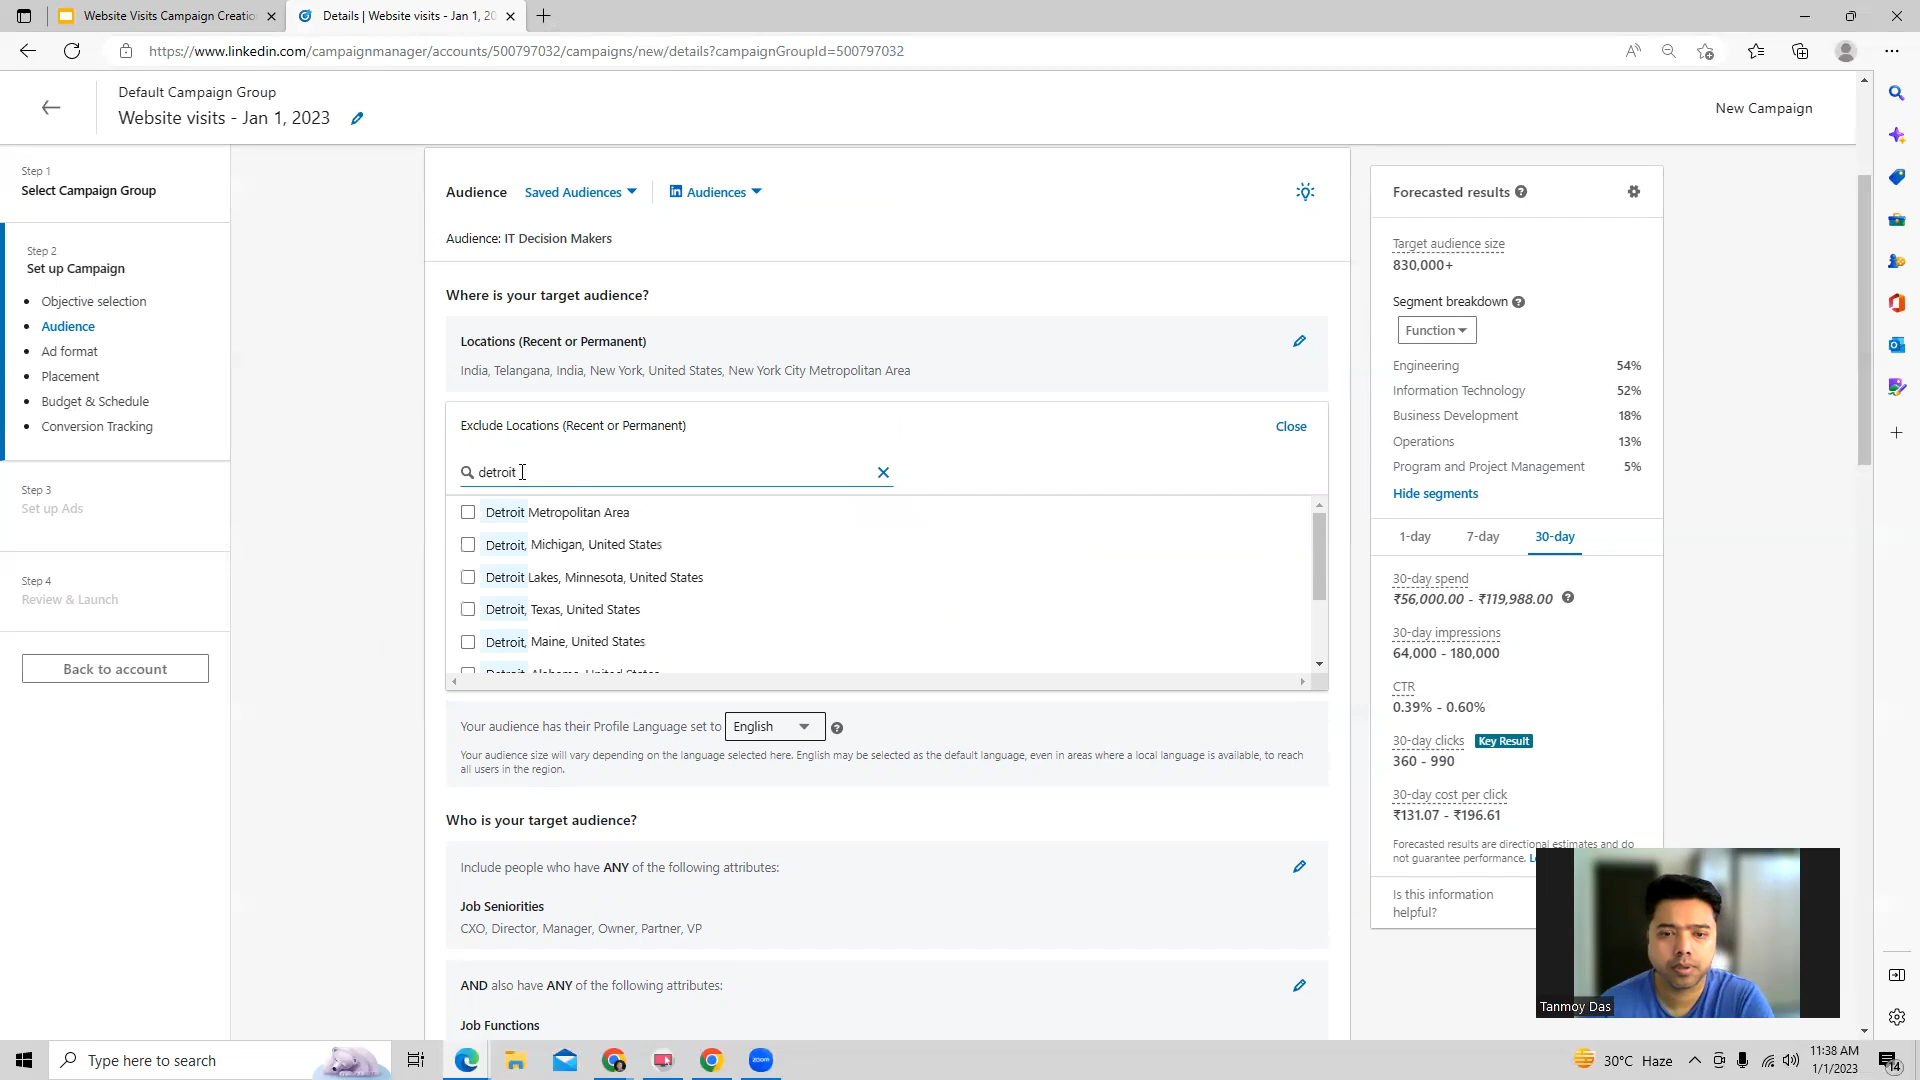 Website Visits Campaign Creatio
Details | Website visits - Jan 1, 20
https://www.linkedin.com/campaignmanager/accounts/500797032/campaigns/new/details?campaignGroupId=500797032
Default Campaign Group
Website visits - Jan 1, 2023
New Campaign
Step 1
Select Campaign Group
Step 2
Set up Campaign
Objective selection
Audience
Ad format
Placement
Budget & Schedule
Conversion Tracking
Step 3
Set up Ads
Step 4
Review & Launch
Back to account
Audience
Saved Audiences
Audiences
Audience: IT Decision Makers
Where is your target audience?
Locations (Recent or Permanent)
India, Telangana, India, New York, United States, New York City Metropolitan Area
Exclude Locations (Recent or Permanent)
Close
detroit
Detroit Metropolitan Area
Detroit, Michigan, United States
Detroit Lakes, Minnesota, United States
Detroit, Texas, United States
Detroit, Maine, United States
Detroit, Alabama, United States
Your audience has their Profile Language set to English
Your audience size will vary depending on the language selected here. English may be selected as the default language, even in areas where a local language is available, to reach
all users in the region.
Who is your target audience?
Include people who have ANY of the following attributes:
Job Seniorities
CXO, Director, Manager, Owner, Partner, VP
AND also have ANY of the following attributes:
Job Functions
Forecasted results
Target audience size
830,000+
Segment breakdown
Function
Engineering 54%
Information Technology 52%
Business Development 18%
Operations 13%
Program and Project Management 5%
Hide segments
1-day 7-day 30-day
30-day spend
₹56,000.00 - ₹119,988.00
30-day impressions
64,000 - 180,000
CTR
0.39% - 0.60%
30-day clicks Key Result
360 - 990
30-day cost per click
₹131.07 - ₹196.61
Forecasted results are directional estimates and do
not guarantee performance.
Is this information
helpful?
Tanmoy Das
Type here to search
zoom
30°C Haze
11:38 AM
1/1/2023
14